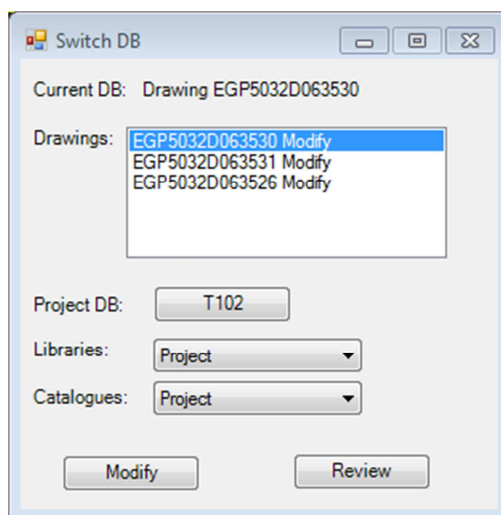 Switch DB
Current DB: Drawing EGP5032D063530
Drawings:
EGP5032D063530 Modify
EGP5032D063531 Modify
EGP5032D063526 Modify
Project DB: T102
Libraries: Project
Catalogues: Project
Modify Review